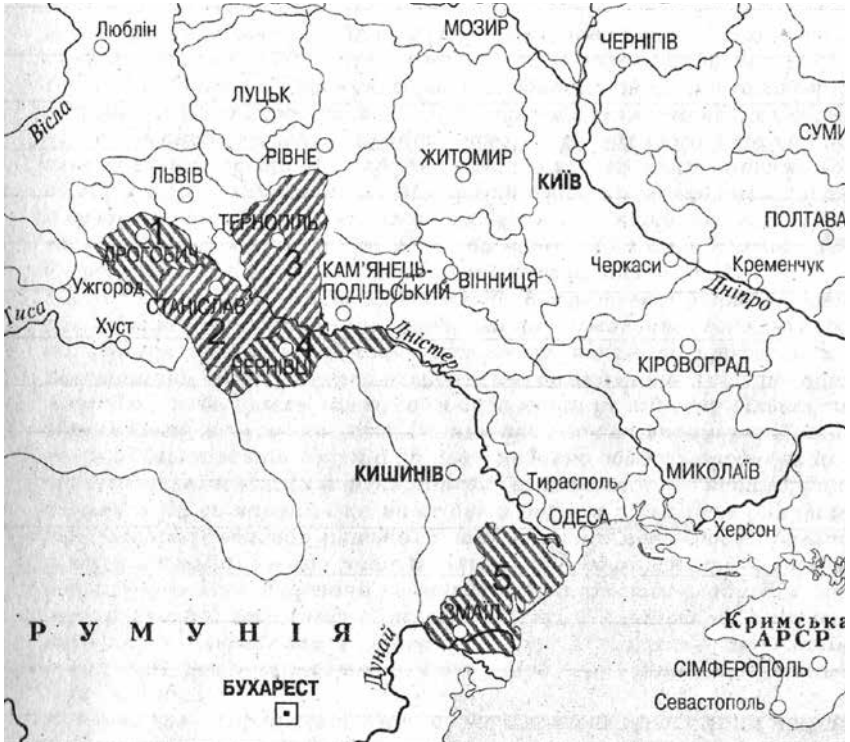 МОЗИР
Люблін
ЧЕРНІГІВ
ЛУЦЬК
Вісла
СУМИ
РІВНЕ
ЖИТОМИР
КИЇВ
ЛЬВІВ
1
ДРОГОБИЧ
ТЕРНОПІЛЬ
3
ПОЛТАВА
КАМ'ЯНЕЦЬ-
ПОДІЛЬСЬКИЙ
ВІННИЦЯ
Черкаси
Кременчук
Ужгород
СТАНІСЛАВ
Дніпро
Тиса
Хуст
2
4
ЧЕРНІВЦІ
Дністер
КІРОВОГРАД
КИШИНІВ
Тирасполь
МИКОЛАЇВ
ОДЕСА
Херсон
5
ІЗМАЇЛ
РУМУНІЯ
Кримська
АРСР
Дунай
СІМФЕРОПОЛЬ
БУХАРЕСТ
Севастополь